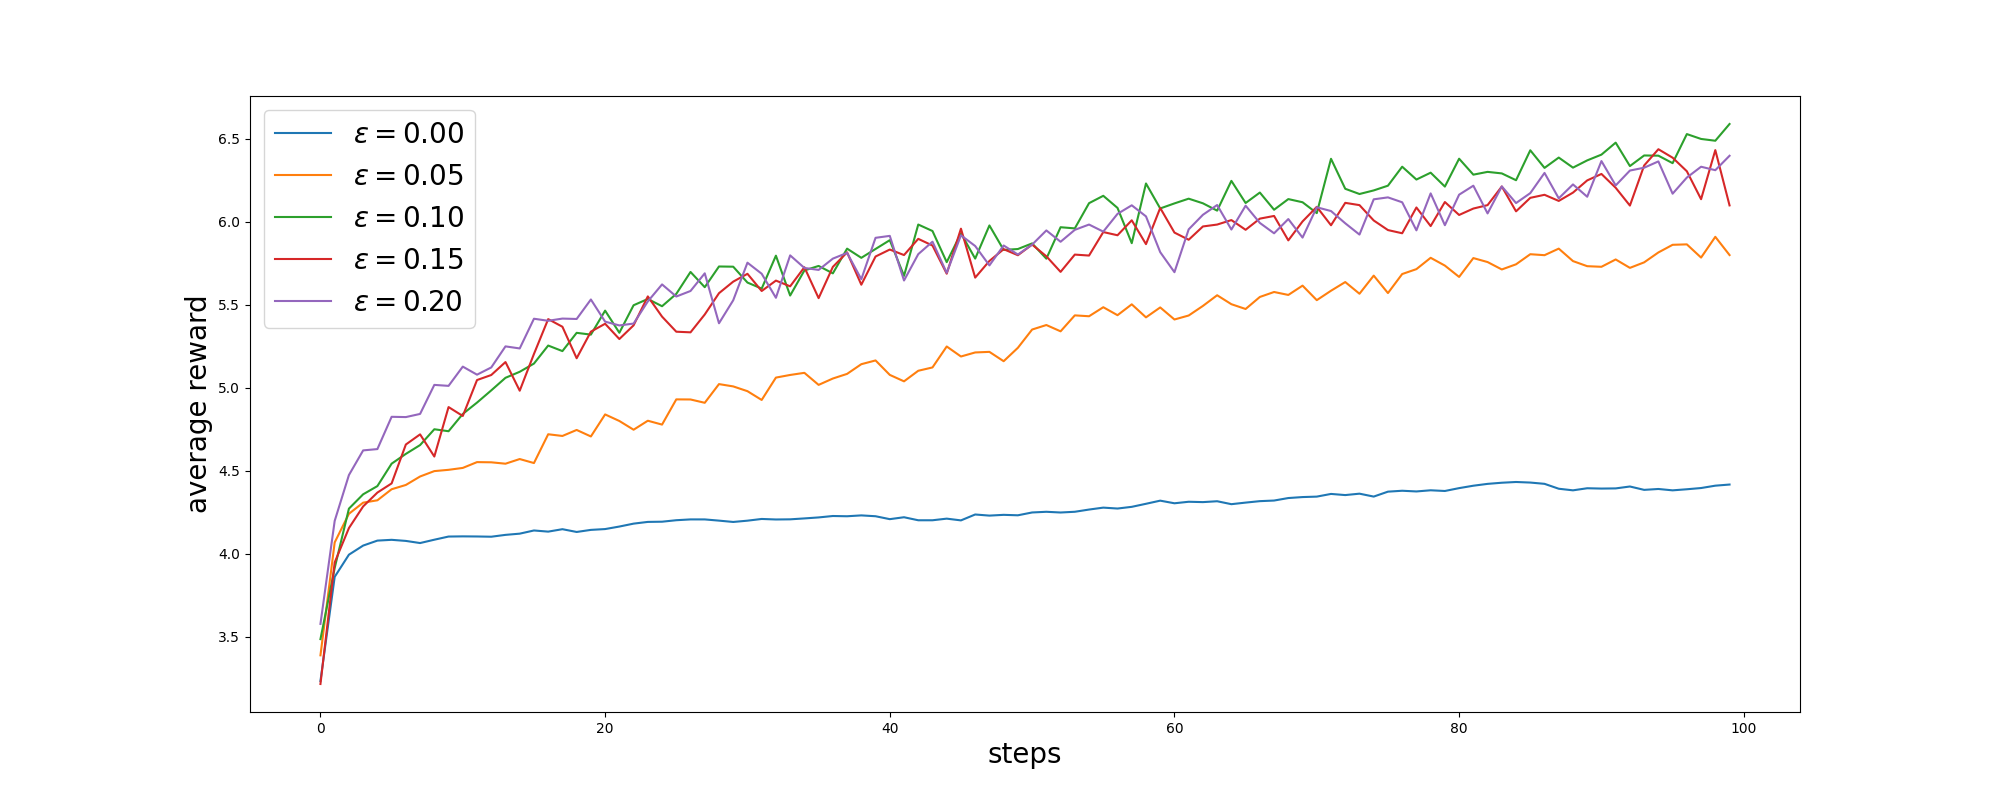 ε = 0.00
ε = 0.05
ε = 0.10
ε = 0.15
ε = 0.20
6.5
6.0
5.5
5.0
4.5
4.0
3.5
average reward
0 20 40 60 80 100
steps